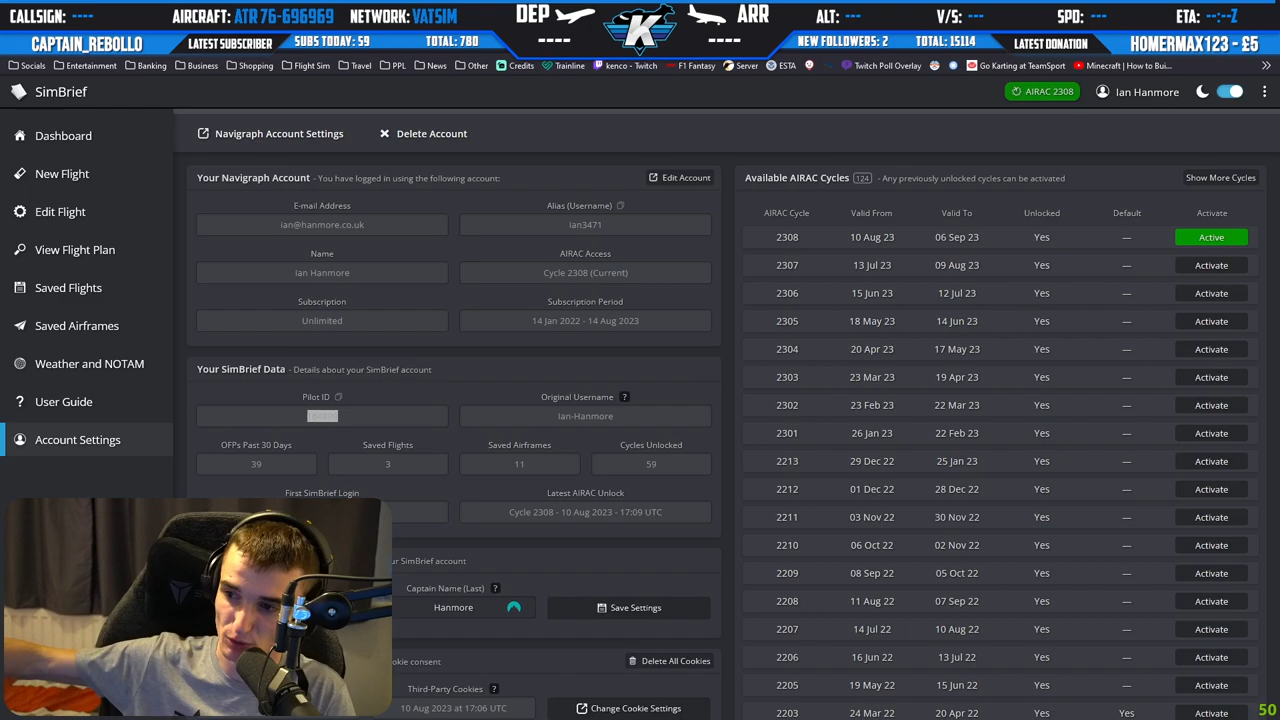 CALLSIGN: ---- AIRCRAFT: ATR 76-696969 NETWORK: VATSIM DEP ARR ALT: --- V/S: --- SPD: --- ETA: --:--Z
CAPTAIN_REBOLLO LATEST SUBSCRIBER SUBS TODAY: 59 TOTAL: 780 ---- K ---- NEW FOLLOWERS: 2 TOTAL: 15114 LATEST DONATION HOMERMAX123 - £5
Socials Entertainment Banking Business Shopping Flight Sim Travel PPL News Other Credits Trainline kenco - Twitch F1 Fantasy Server ESTA Twitch Poll Overlay Go Karting at TeamSport Minecraft | How to Bui...
SimBrief AIRAC 2308 Ian Hanmore
Dashboard
New Flight
Edit Flight
View Flight Plan
Saved Flights
Saved Airframes
Weather and NOTAM
User Guide
Account Settings
Navigraph Account Settings Delete Account
Your Navigraph Account - You have logged in using the following account: Edit Account
E-mail Address Alias (Username)
ian@hanmore.co.uk ian3471
Name AIRAC Access
Ian Hanmore Cycle 2308 (Current)
Subscription Subscription Period
Unlimited 14 Jan 2022 - 14 Aug 2023
Your SimBrief Data - Details about your SimBrief account
Pilot ID Original Username ?
Ian-Hanmore
OFPs Past 30 Days Saved Flights Saved Airframes Cycles Unlocked
39 3 11 59
First SimBrief Login Latest AIRAC Unlock
Cycle 2308 - 10 Aug 2023 - 17:09 UTC
ur SimBrief account
Captain Name (Last) ?
Hanmore Save Settings
okie consent Delete All Cookies
Third-Party Cookies ?
10 Aug 2023 at 17:06 UTC Change Cookie Settings
Available AIRAC Cycles 124 - Any previously unlocked cycles can be activated Show More Cycles
AIRAC Cycle Valid From Valid To Unlocked Default Activate
2308 10 Aug 23 06 Sep 23 Yes — Active
2307 13 Jul 23 09 Aug 23 Yes — Activate
2306 15 Jun 23 12 Jul 23 Yes — Activate
2305 18 May 23 14 Jun 23 Yes — Activate
2304 20 Apr 23 17 May 23 Yes — Activate
2303 23 Mar 23 19 Apr 23 Yes — Activate
2302 23 Feb 23 22 Mar 23 Yes — Activate
2301 26 Jan 23 22 Feb 23 Yes — Activate
2213 29 Dec 22 25 Jan 23 Yes — Activate
2212 01 Dec 22 28 Dec 22 Yes — Activate
2211 03 Nov 22 30 Nov 22 Yes — Activate
2210 06 Oct 22 02 Nov 22 Yes — Activate
2209 08 Sep 22 05 Oct 22 Yes — Activate
2208 11 Aug 22 07 Sep 22 Yes — Activate
2207 14 Jul 22 10 Aug 22 Yes — Activate
2206 16 Jun 22 13 Jul 22 Yes — Activate
2205 19 May 22 15 Jun 22 Yes — Activate
2203 24 Mar 22 20 Apr 22 Yes Yes Activate
50